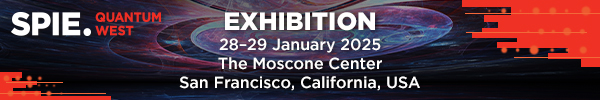 SPIE. QUANTUM WEST
EXHIBITION
28–29 January 2025
The Moscone Center
San Francisco, California, USA